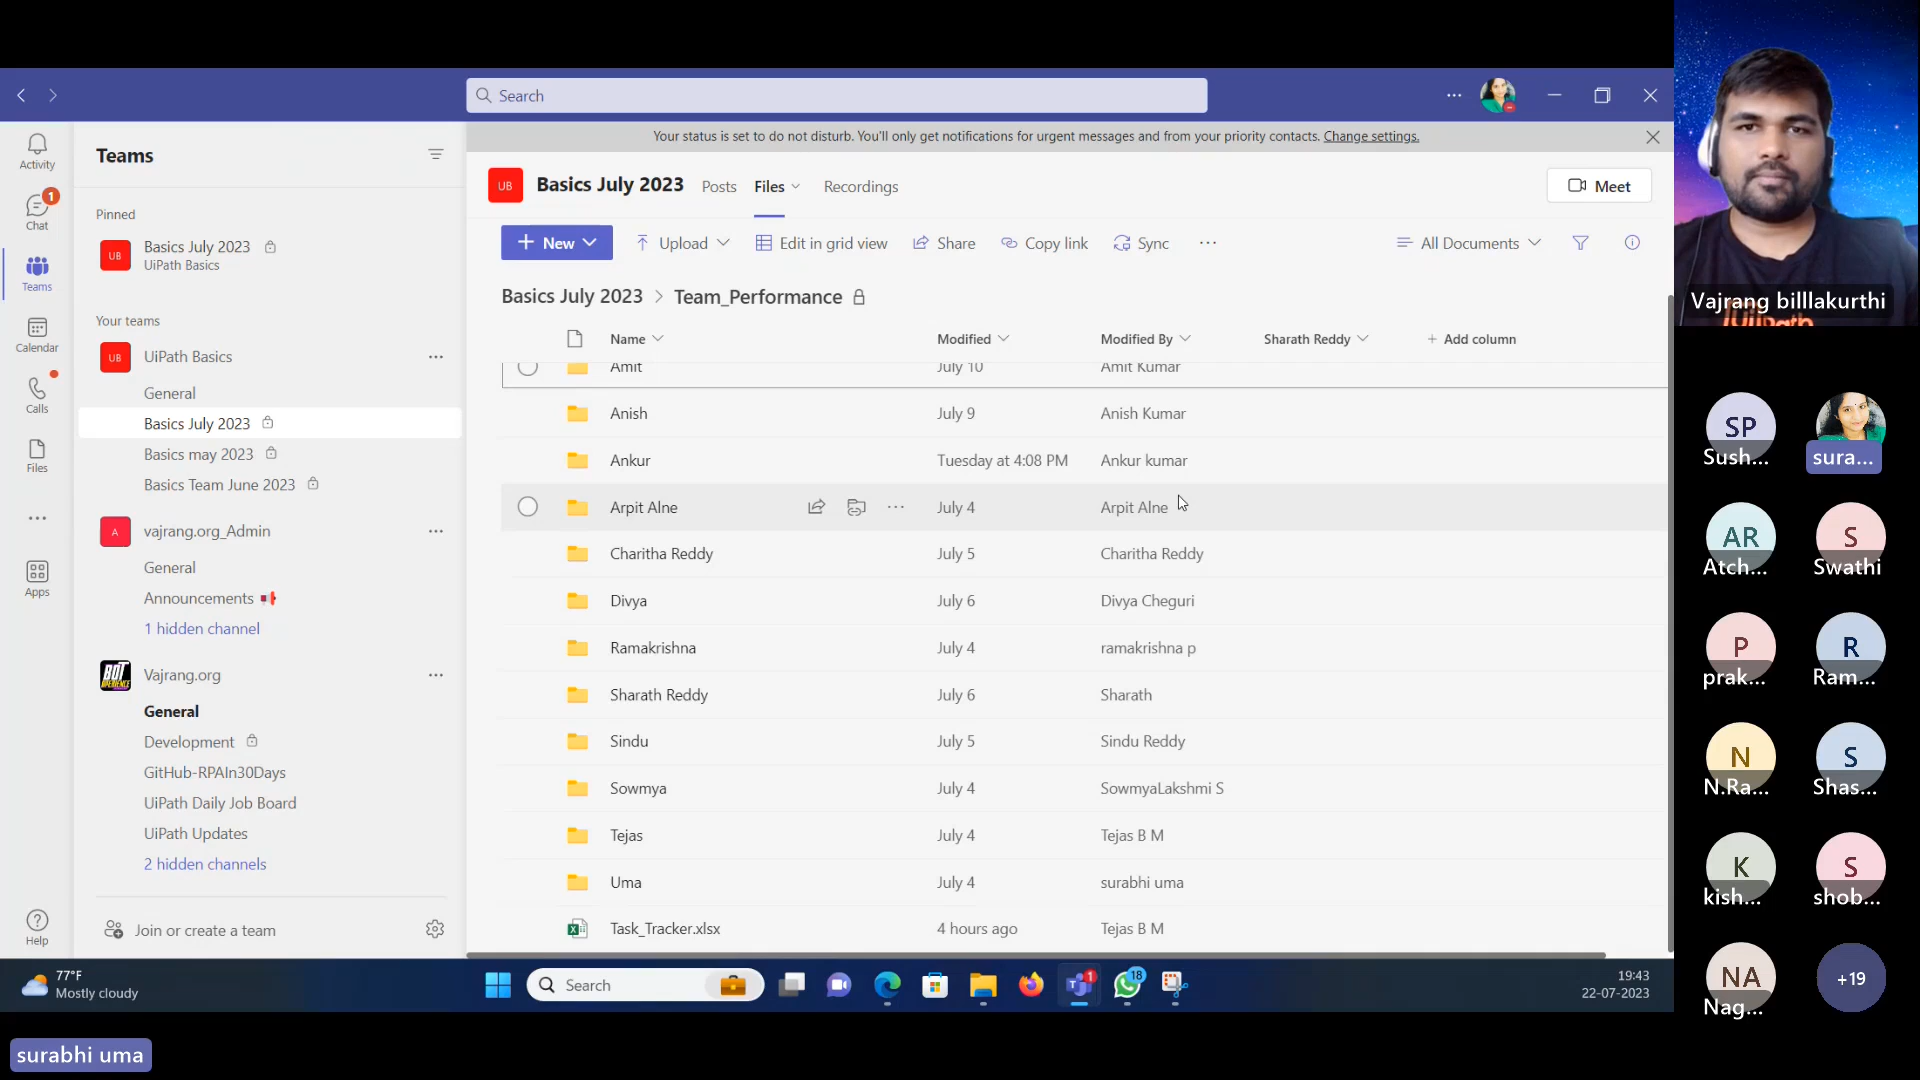 Search
Your status is set to do not disturb. You'll only get notifications for urgent messages and from your priority contacts. Change settings.
Activity
Chat
1
Teams
Calendar
Calls
Files
Apps
Help
Teams
Pinned
UB
Basics July 2023
UiPath Basics
Your teams
UB
UiPath Basics
General
Basics July 2023
Basics may 2023
Basics Team June 2023
A
vajrang.org_Admin
General
Announcements
1 hidden channel
BOT
Vajrang.org
General
Development
GitHub-RPAIn30Days
UiPath Daily Job Board
UiPath Updates
2 hidden channels
Join or create a team
UB
Basics July 2023
Posts
Files
Recordings
Meet
New
Upload
Edit in grid view
Share
Copy link
Sync
All Documents
Basics July 2023 > Team_Performance
Name Modified Modified By Sharath Reddy + Add column
Amit July 10 Amit Kumar
Anish July 9 Anish Kumar
Ankur Tuesday at 4:08 PM Ankur kumar
Arpit Alne July 4 Arpit Alne
Charitha Reddy July 5 Charitha Reddy
Divya July 6 Divya Cheguri
Ramakrishna July 4 ramakrishna p
Sharath Reddy July 6 Sharath
Sindu July 5 Sindu Reddy
Sowmya July 4 SowmyaLakshmi S
Tejas July 4 Tejas B M
Uma July 4 surabhi uma
Task_Tracker.xlsx 4 hours ago Tejas B M
77°F
Mostly cloudy
Search
1
18
19:43
22-07-2023
surabhi uma
Vajrang billlakurthi
SP
Sush...
sura...
AR
Atch...
S
Swathi
P
prak...
R
Ram...
N
N.Ra...
S
Shas...
K
kish...
S
shob...
NA
Nag...
+19